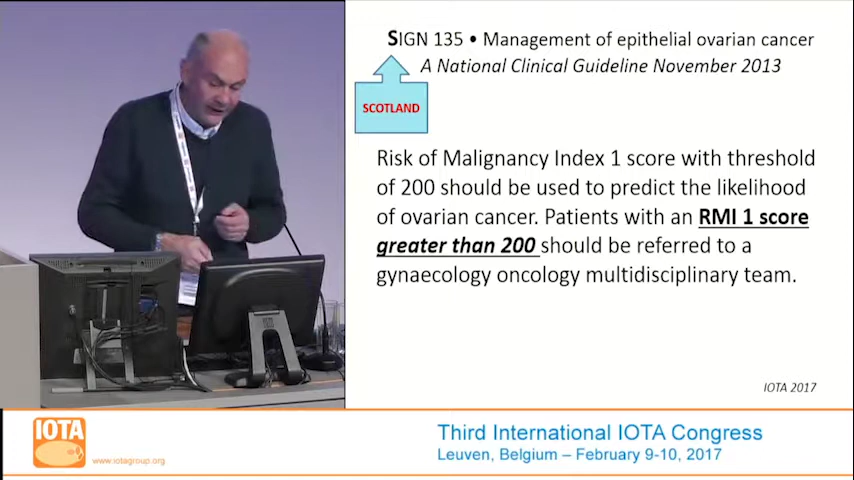 SIGN 135 • Management of epithelial ovarian cancer
A National Clinical Guideline November 2013
SCOTLAND
Risk of Malignancy Index 1 score with threshold
of 200 should be used to predict the likelihood
of ovarian cancer. Patients with an RMI 1 score
greater than 200 should be referred to a
gynaecology oncology multidisciplinary team.
IOTA 2017
IOTA
www.iotagroup.org
Third International IOTA Congress
Leuven, Belgium – February 9-10, 2017